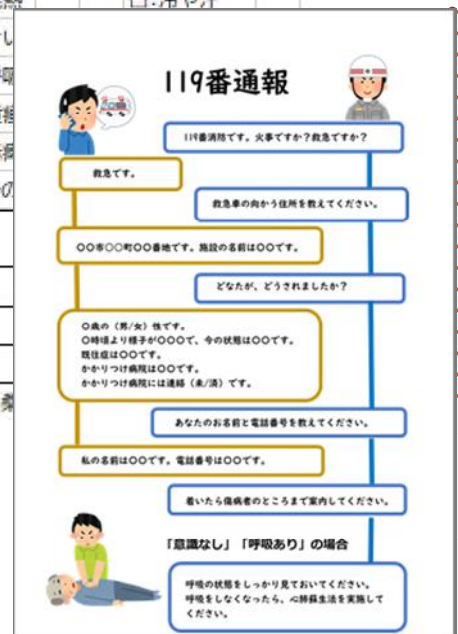 119番通報
119番消防です。火事ですか？救急ですか？
救急です。
救急車の向かう住所を教えてください。
〇〇市〇〇町〇〇番地です。施設の名前は〇〇です。
どなたが、どうされましたか？
〇歳の（男/女）性です。
〇時頃より様子が〇〇〇で、今の状態は〇〇です。
既往症は〇〇です。
かかりつけ病院は〇〇です。
かかりつけ病院には連絡（未/済）です。
あなたのお名前と電話番号を教えてください。
私の名前は〇〇です。電話番号は〇〇です。
着いたら傷病者のところまで案内してください。
「意識なし」「呼吸あり」の場合
呼吸の状態をしっかり見ておいてください。
呼吸をしなくなったら、心肺蘇生法を実施して
ください。